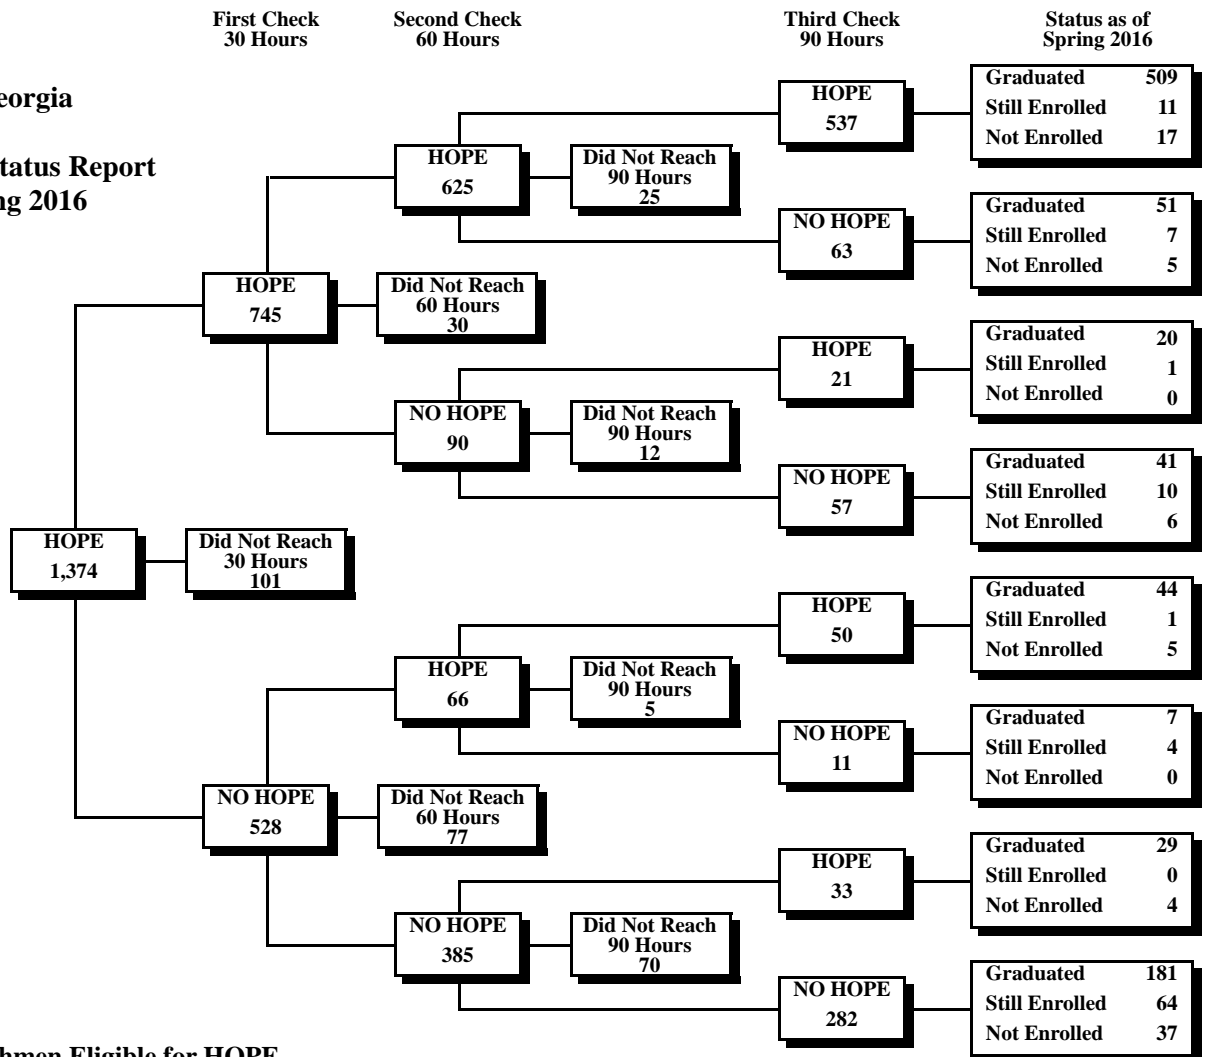 First Check
30 Hours
Second Check
60 Hours
Third Check
90 Hours
Status as of
Spring 2016
eorgia
tatus Report
ng 2016
HOPE
1,374
Did Not Reach
30 Hours
101
HOPE
745
Did Not Reach
60 Hours
30
NO HOPE
528
Did Not Reach
60 Hours
77
HOPE
625
Did Not Reach
90 Hours
25
NO HOPE
90
Did Not Reach
90 Hours
12
HOPE
66
Did Not Reach
90 Hours
5
NO HOPE
385
Did Not Reach
90 Hours
70
HOPE
537
Graduated 509
Still Enrolled 11
Not Enrolled 17
NO HOPE
63
Graduated 51
Still Enrolled 7
Not Enrolled 5
HOPE
21
Graduated 20
Still Enrolled 1
Not Enrolled 0
NO HOPE
57
Graduated 41
Still Enrolled 10
Not Enrolled 6
HOPE
50
Graduated 44
Still Enrolled 1
Not Enrolled 5
NO HOPE
11
Graduated 7
Still Enrolled 4
Not Enrolled 0
HOPE
33
Graduated 29
Still Enrolled 0
Not Enrolled 4
NO HOPE
282
Graduated 181
Still Enrolled 64
Not Enrolled 37
hmen Eligible for HOPE